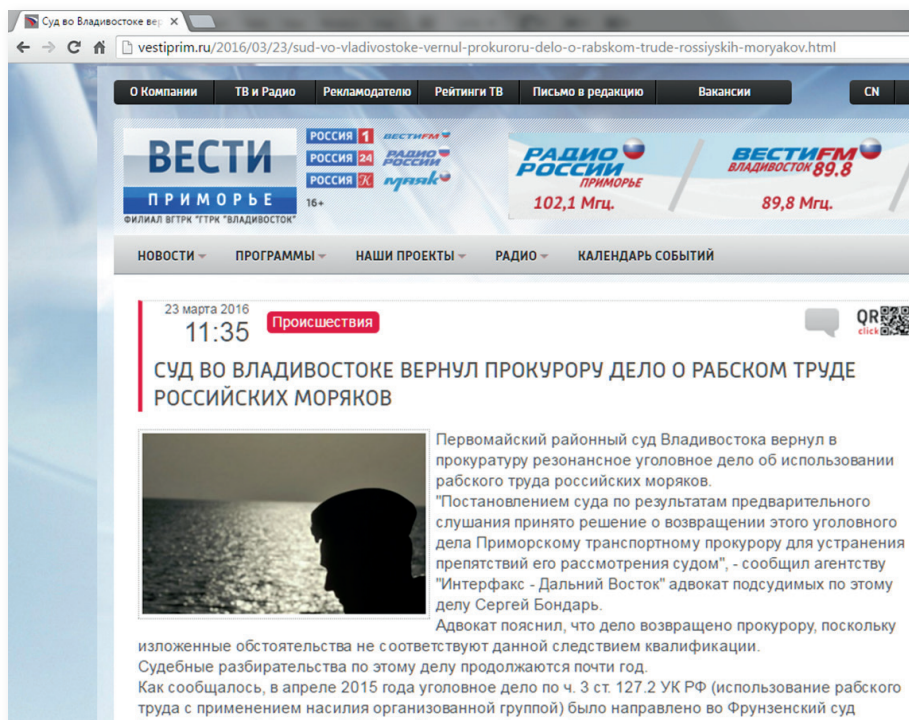 Суд во Владивостоке вер
vestiprim.ru/2016/03/23/sud-vo-vladivostoke-vernul-prokuroru-delo-o-rabskom-trude-rossiyskih-moryakov.html
О Компании ТВ и Радио Рекламодателю Рейтинги ТВ Письмо в редакцию Вакансии CN
ВЕСТИ
ПРИМОРЬЕ
ФИЛИАЛ ВГТРК "ГТРК "ВЛАДИВОСТОК"
РОССИЯ 1 ВЕСТИFM
РОССИЯ 24 РАДИО РОССИИ
РОССИЯ К маяк
16+
РАДИО РОССИИ
ПРИМОРЬЕ
102,1 Мгц.
ВЕСТИFM
ВЛАДИВОСТОК 89.8
89,8 Мгц.
НОВОСТИ ПРОГРАММЫ НАШИ ПРОЕКТЫ РАДИО КАЛЕНДАРЬ СОБЫТИЙ
23 марта 2016
11:35
Происшествия
QR
click
СУД ВО ВЛАДИВОСТОКЕ ВЕРНУЛ ПРОКУРОРУ ДЕЛО О РАБСКОМ ТРУДЕ
РОССИЙСКИХ МОРЯКОВ
Первомайский районный суд Владивостока вернул в
прокуратуру резонансное уголовное дело об использовании
рабского труда российских моряков.
"Постановлением суда по результатам предварительного
слушания принято решение о возвращении этого уголовного
дела Приморскому транспортному прокурору для устранения
препятствий его рассмотрения судом", - сообщил агентству
"Интерфакс - Дальний Восток" адвокат подсудимых по этому
делу Сергей Бондарь.
Адвокат пояснил, что дело возвращено прокурору, поскольку
изложенные обстоятельства не соответствуют данной следствием квалификации.
Судебные разбирательства по этому делу продолжаются почти год.
Как сообщалось, в апреле 2015 года уголовное дело по ч. 3 ст. 127.2 УК РФ (использование рабского
труда с применением насилия организованной группой) было направлено во Фрунзенский суд